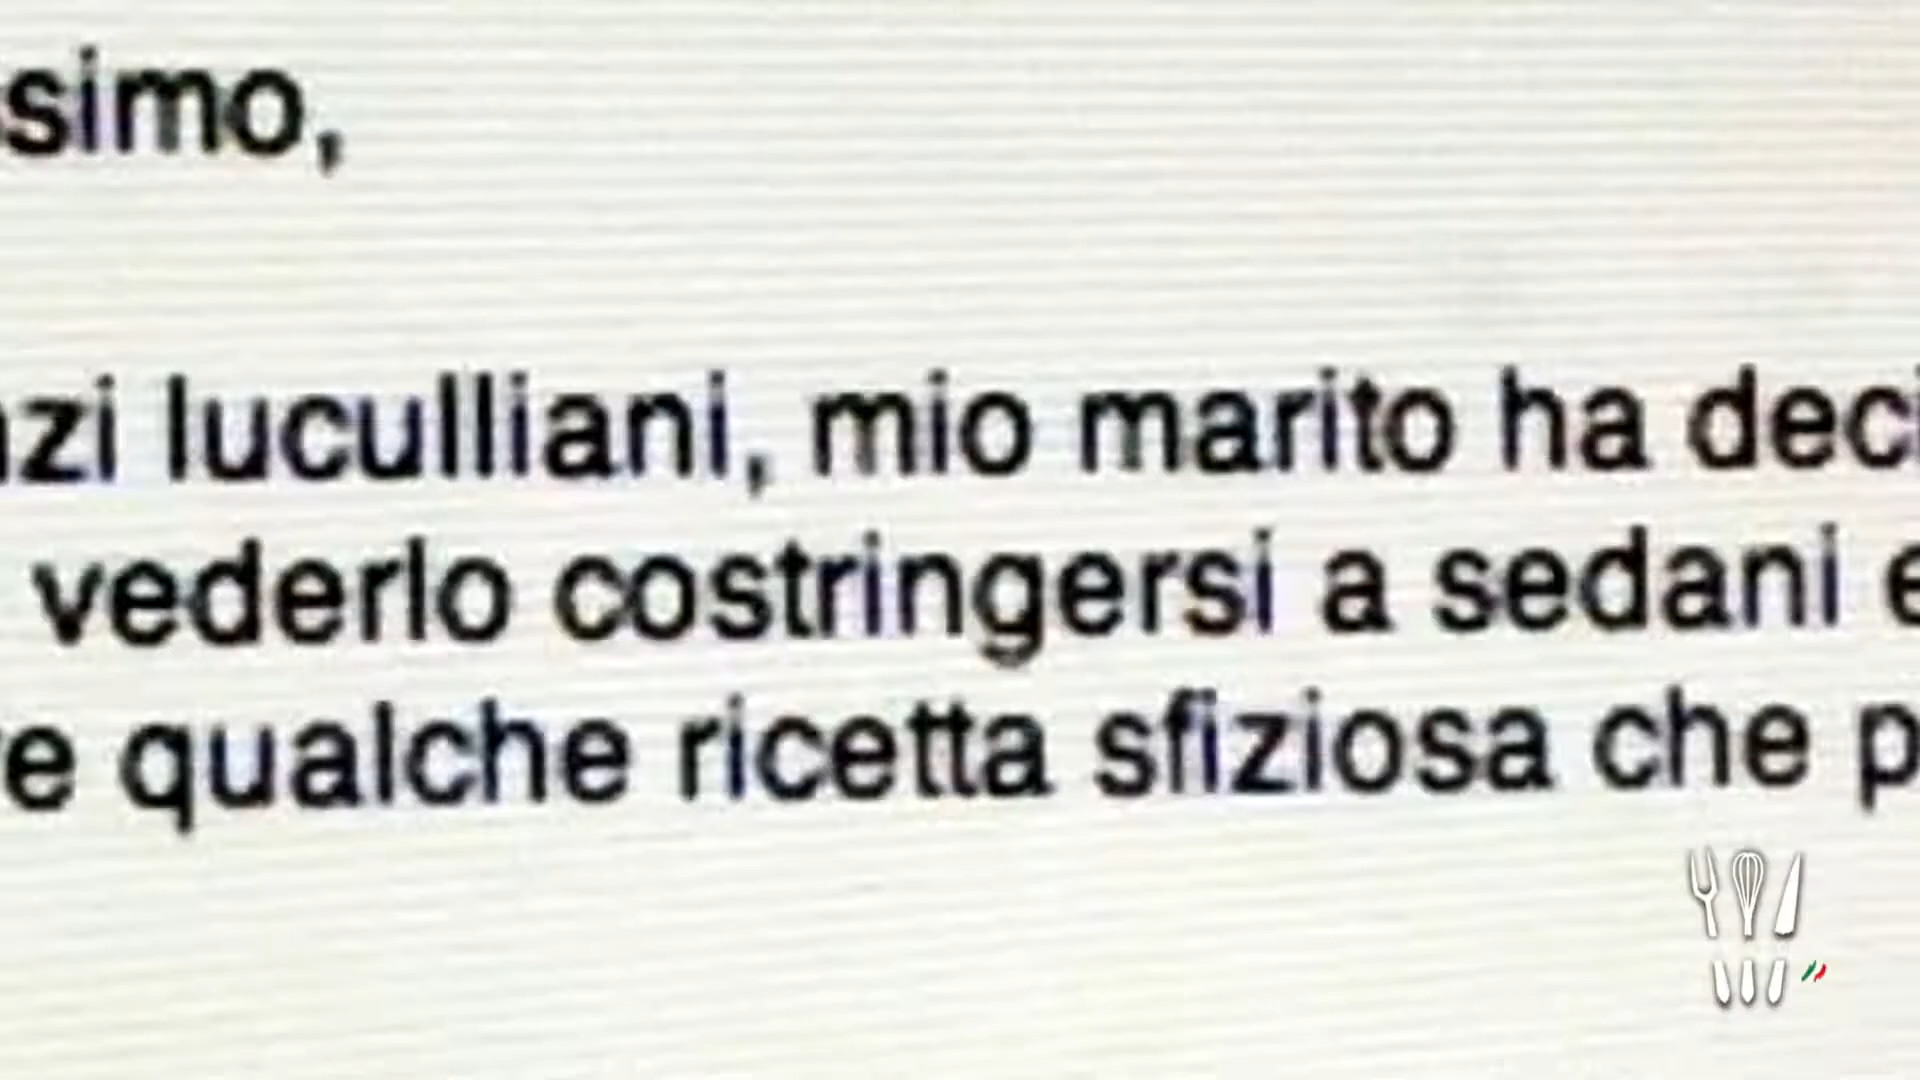 simo,
zi luculliani, mio marito ha deci
vederlo costringersi a sedani e
e qualche ricetta sfiziosa che p